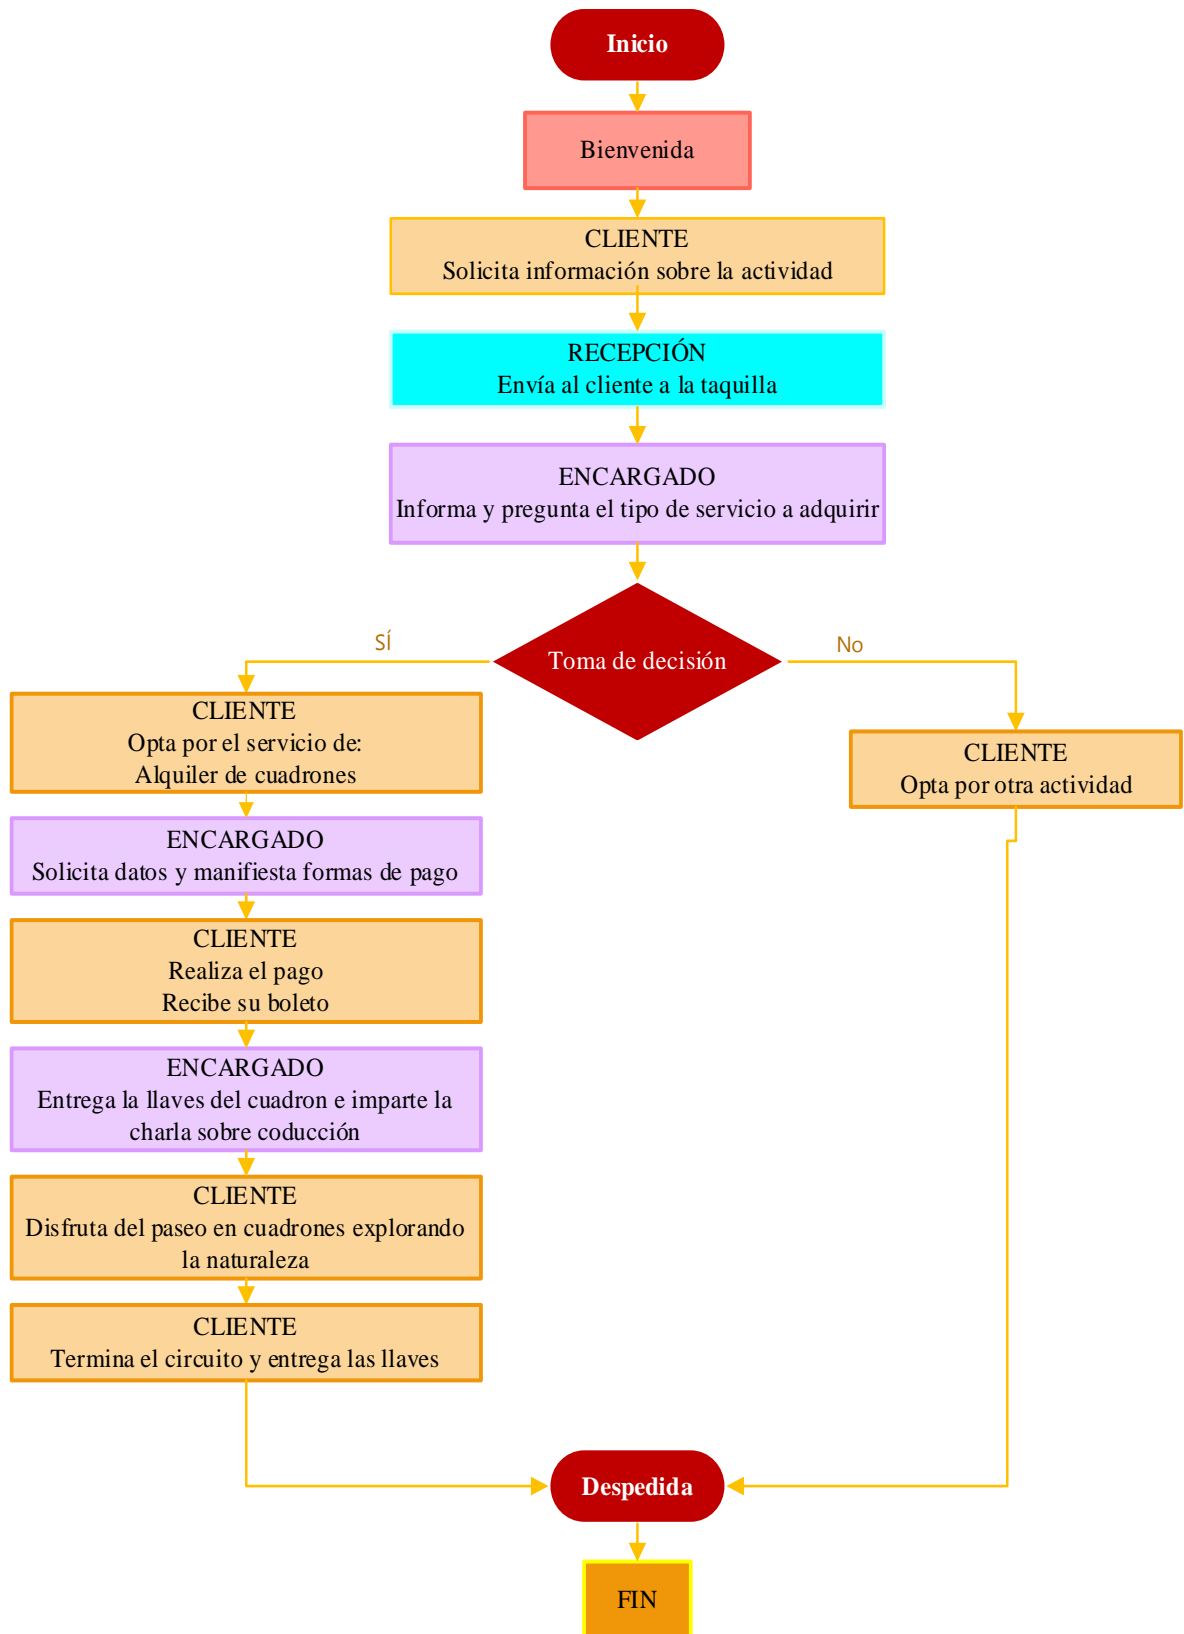 Inicio
Bienvenida
CLIENTE
Solicita información sobre la actividad
RECEPCIÓN
Envía al cliente a la taquilla
ENCARGADO
Informa y pregunta el tipo de servicio a adquirir
Toma de decisión
SÍ
No
CLIENTE
Opta por el servicio de:
Alquiler de cuadrones
CLIENTE
Opta por otra actividad
ENCARGADO
Solicita datos y manifiesta formas de pago
CLIENTE
Realiza el pago
Recibe su boleto
ENCARGADO
Entrega la llaves del cuadron e imparte la
charla sobre coducción
CLIENTE
Disfruta del paseo en cuadrones explorando
la naturaleza
CLIENTE
Termina el circuito y entrega las llaves
Despedida
FIN